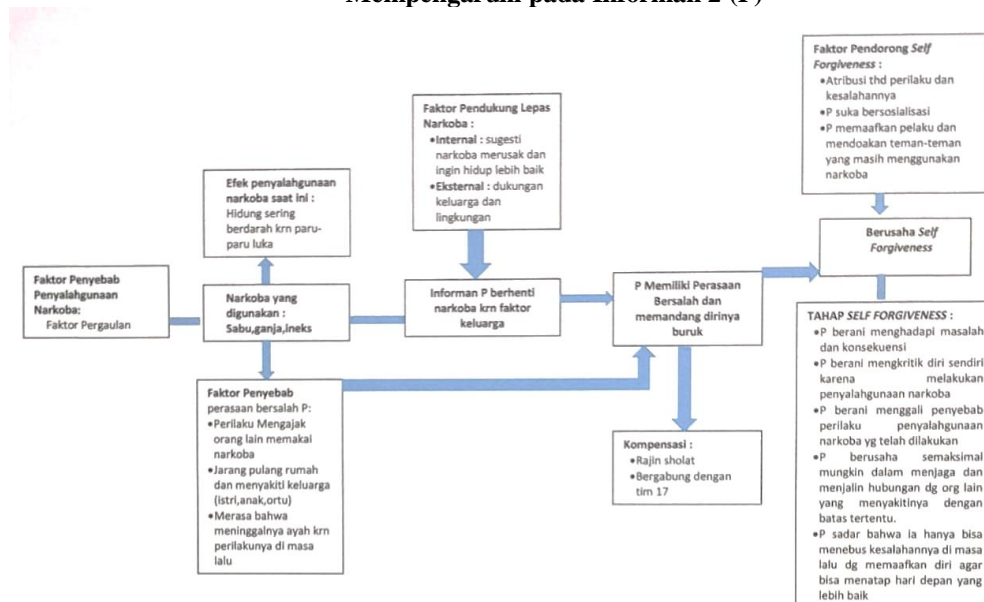 Mempengaruhi pada Informan 2 (P)
Faktor Pendorong Self
Forgiveness :
•Atribusi thd perilaku dan
kesalahannya
•P suka bersosialisasi
•P memaafkan pelaku dan
mendoakan teman-teman
yang masih menggunakan
narkoba
Faktor Pendukung Lepas
Narkoba :
•Internal : sugesti
narkoba merusak dan
ingin hidup lebih baik
•Eksternal : dukungan
keluarga dan
lingkungan
Efek penyalahgunaan
narkoba saat ini :
Hidung sering
berdarah krn paru-
paru luka
Berusaha Self
Forgiveness
Faktor Penyebab
Penyalahgunaan
Narkoba:
Faktor Pergaulan
Narkoba yang
digunakan :
Sabu,ganja,ineks
Informan P berhenti
narkoba krn faktor
keluarga
P Memiliki Perasaan
Bersalah dan
memandang dirinya
buruk
Faktor Penyebab
perasaan bersalah P:
•Perilaku Mengajak
orang lain memakai
narkoba
•Jarang pulang rumah
dan menyakiti keluarga
(istri,anak,ortu)
•Merasa bahwa
meninggalnya ayah krn
perilakunya di masa
lalu
Kompensasi :
•Rajin sholat
•Bergabung dengan
tim 17
TAHAP SELF FORGIVENESS :
•P berani menghadapi masalah
dan konsekuensi
•P berani mengkritik diri sendiri
karena melakukan
penyalahgunaan narkoba
•P berani menggali penyebab
perilaku penyalahgunaan
narkoba yg telah dilakukan
•P berusaha semaksimal
mungkin dalam menjaga dan
menjalin hubungan dg org lain
yang menyakitinya dengan
batas tertentu.
•P sadar bahwa ia hanya bisa
menebus kesalahannya di masa
lalu dg memaafkan diri agar
bisa menatap hari depan yang
lebih baik